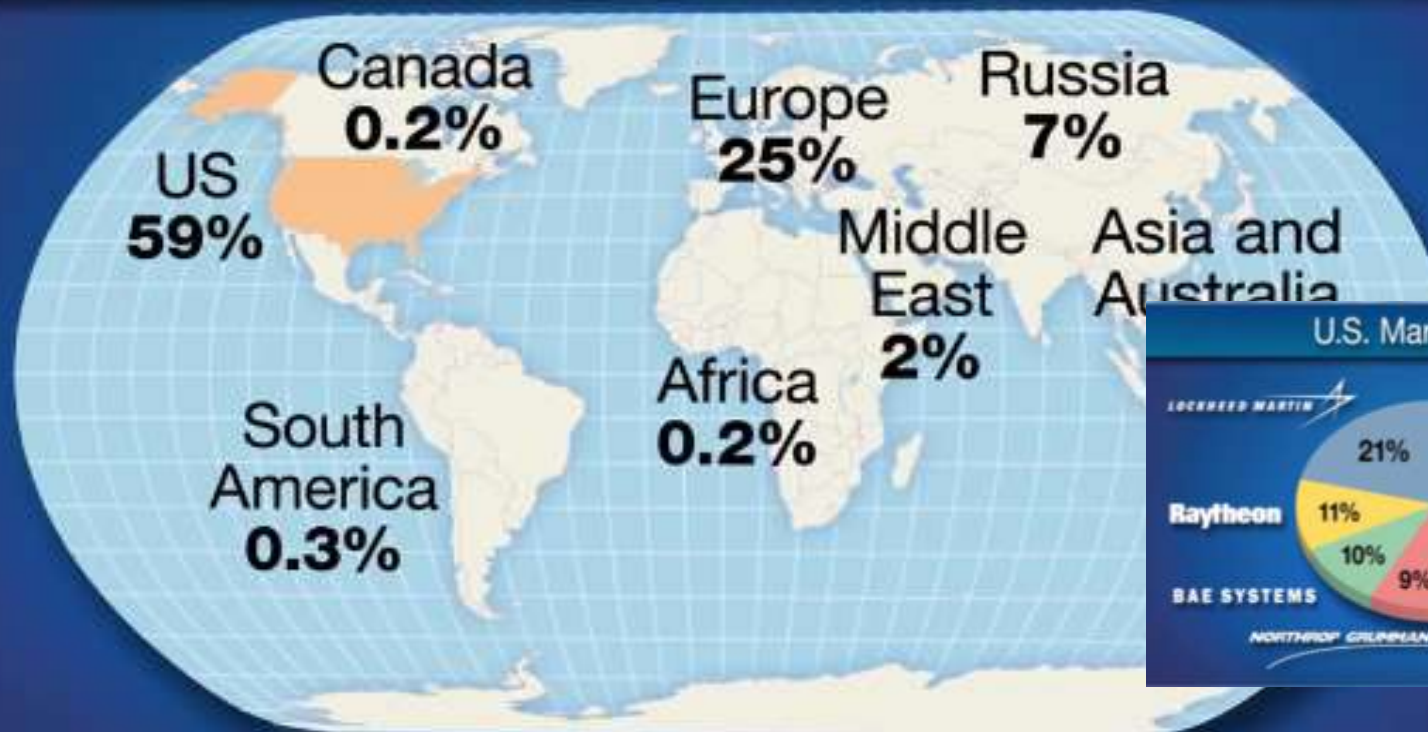 Canada
0.2%
US
59%
Europe
25%
Russia
7%
Middle
East
2%
Asia and
Australia
Africa
0.2%
South
America
0.3%
U.S.
LOCKHEED MARTIN
21%
Raytheon
11%
10%
9%
BAE SYSTEMS
NORTHROP GRUMMAN